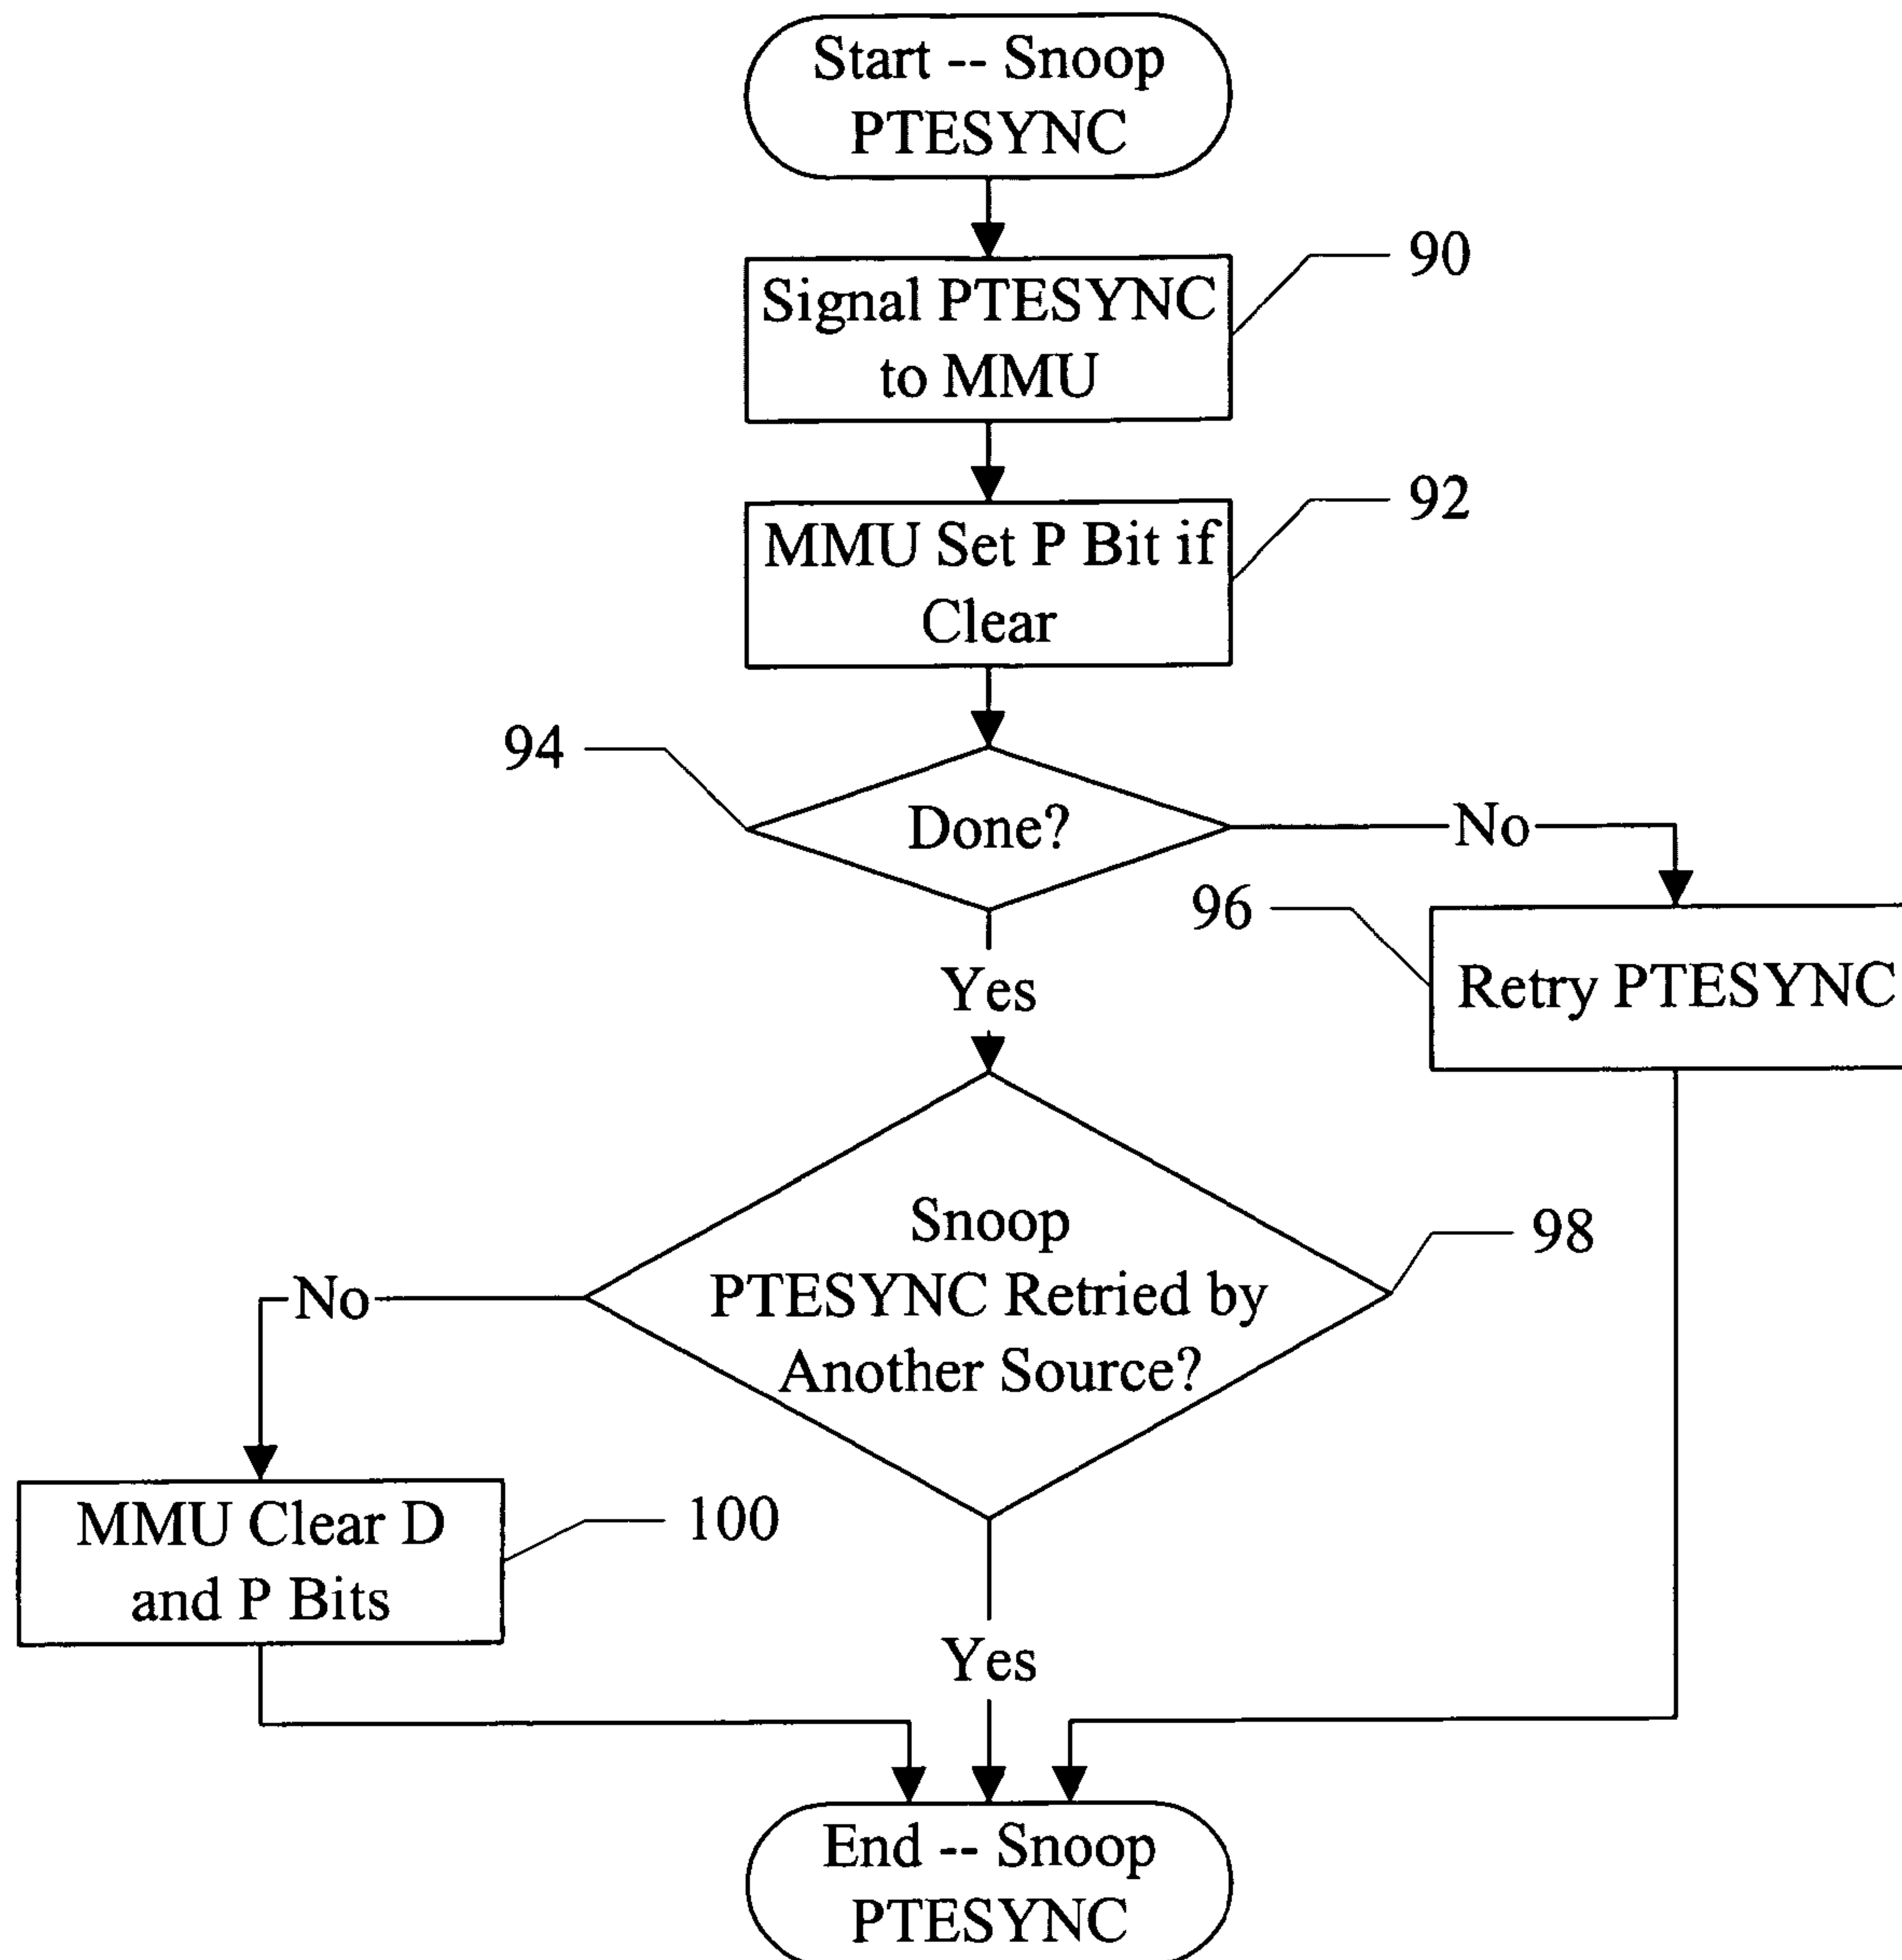 Start -- Snoop
PTESYNC
90
Signal PTESYNC
to MMU
92
MMU Set P Bit if
Clear
94
Done?
No
96
Yes
Retry PTESYNC
Snoop
PTESYNC Retried by
Another Source?
98
No
MMU Clear D
and P Bits
100
Yes
End -- Snoop
PTESYNC